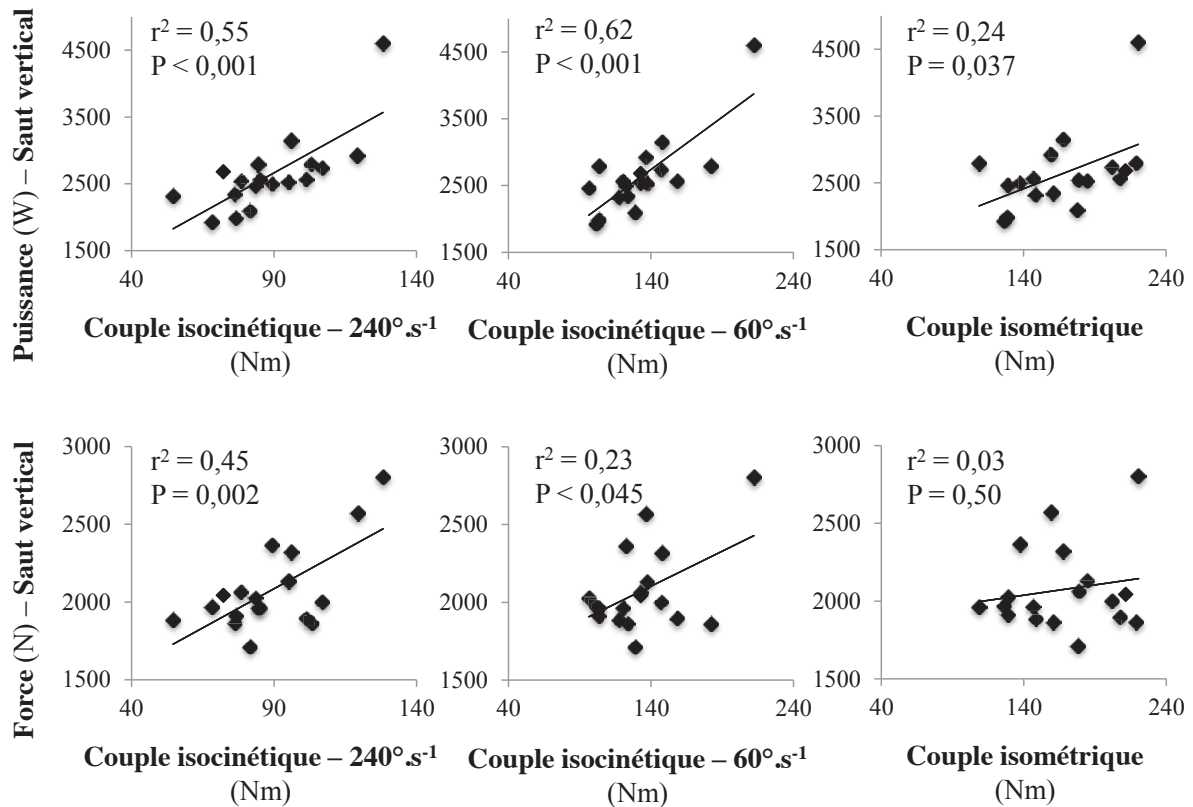 Puissance (W) – Saut vertical
r² = 0,55
P < 0,001
4500
3500
2500
1500
40
90
140
Couple isocinétique – 240°.s⁻¹
(Nm)
r² = 0,62
P < 0,001
4500
3500
2500
1500
40
140
240
Couple isocinétique – 60°.s⁻¹
(Nm)
r² = 0,24
P = 0,037
4500
3500
2500
1500
40
140
240
Couple isométrique
(Nm)
Force (N) – Saut vertical
r² = 0,45
P = 0,002
3000
2500
2000
1500
40
90
140
Couple isocinétique – 240°.s⁻¹
(Nm)
r² = 0,23
P < 0,045
3000
2500
2000
1500
40
140
240
Couple isocinétique – 60°.s⁻¹
(Nm)
r² = 0,03
P = 0,50
3000
2500
2000
1500
40
140
240
Couple isométrique
(Nm)